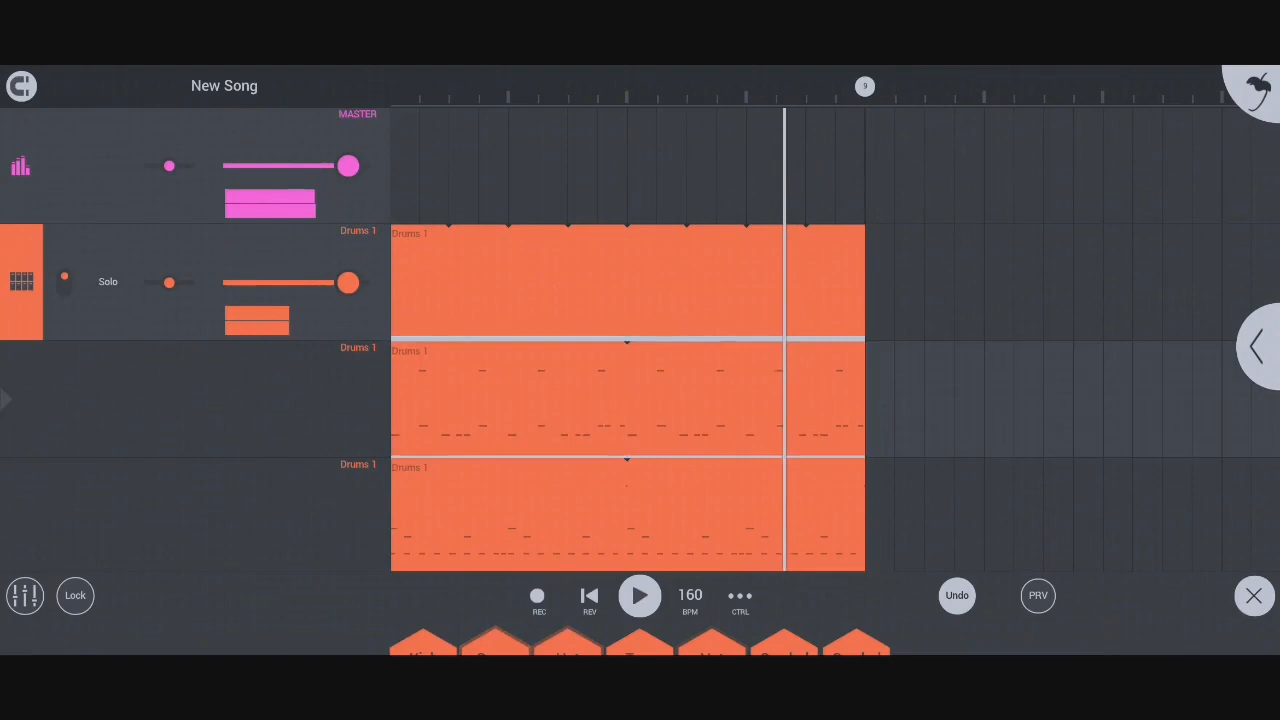 New Song
9
MASTER
Drums 1
Drums 1
Solo
Drums 1
Drums 1
Drums 1
Drums 1
Lock
REC
REV
160
BPM
CTRL
Undo
PRV